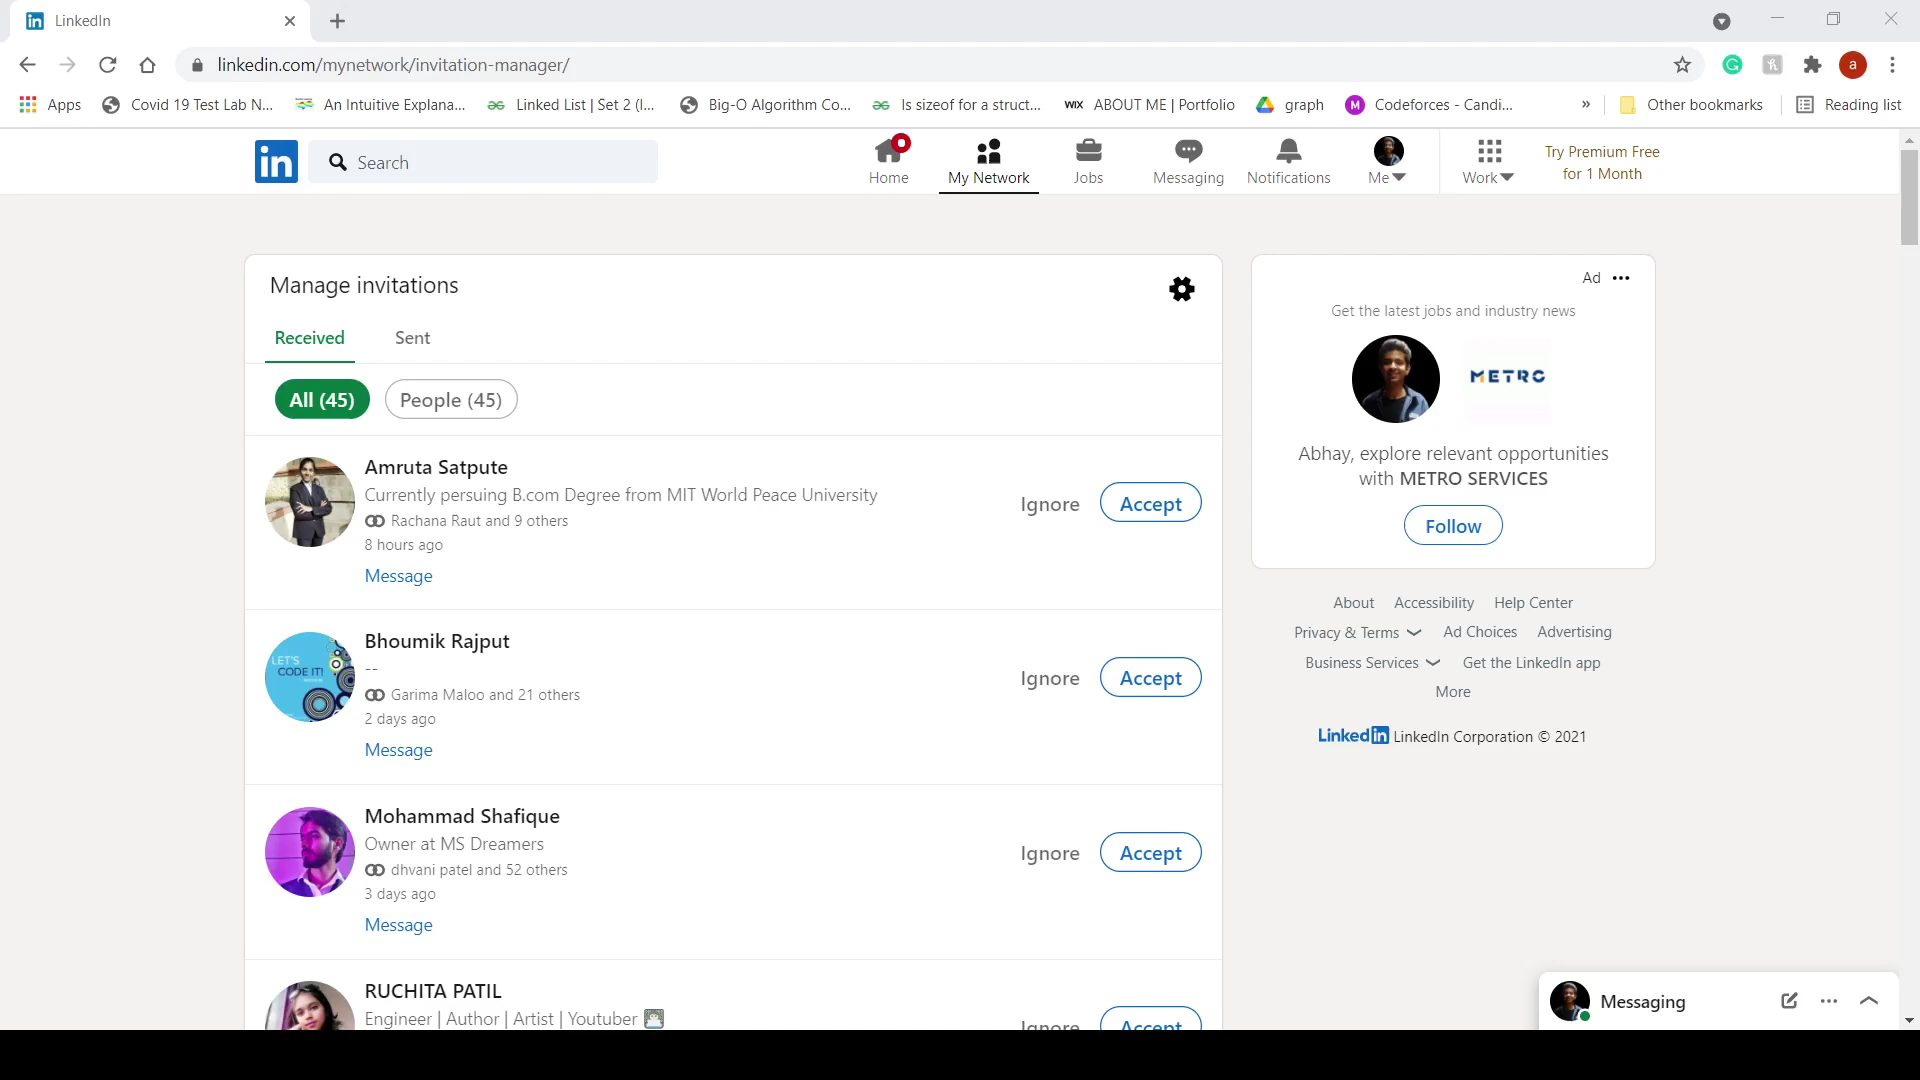 LinkedIn
linkedin.com/mynetwork/invitation-manager/
a
Apps
Covid 19 Test Lab N...
An Intuitive Explana...
Linked List | Set 2 (I...
Big-O Algorithm Co...
Is sizeof for a struct...
WIX ABOUT ME | Portfolio
graph
M Codeforces - Candi...
»
Other bookmarks
Reading list
in
Search
Home
My Network
Jobs
Messaging
Notifications
Me
Work
Try Premium Free
for 1 Month
Manage invitations
Received
Sent
All (45)
People (45)
Amruta Satpute
Currently persuing B.com Degree from MIT World Peace University
Rachana Raut and 9 others
8 hours ago
Message
Ignore
Accept
LET'S
CODE IT!
Bhoumik Rajput
--
Garima Maloo and 21 others
2 days ago
Message
Ignore
Accept
Mohammad Shafique
Owner at MS Dreamers
dhvani patel and 52 others
3 days ago
Message
Ignore
Accept
RUCHITA PATIL
Engineer | Author | Artist | Youtuber
Ignore
Accept
Ad
Get the latest jobs and industry news
METRO
Abhay, explore relevant opportunities
with METRO SERVICES
Follow
About Accessibility Help Center
Privacy & Terms Ad Choices Advertising
Business Services Get the LinkedIn app
More
LinkedIn LinkedIn Corporation © 2021
Messaging